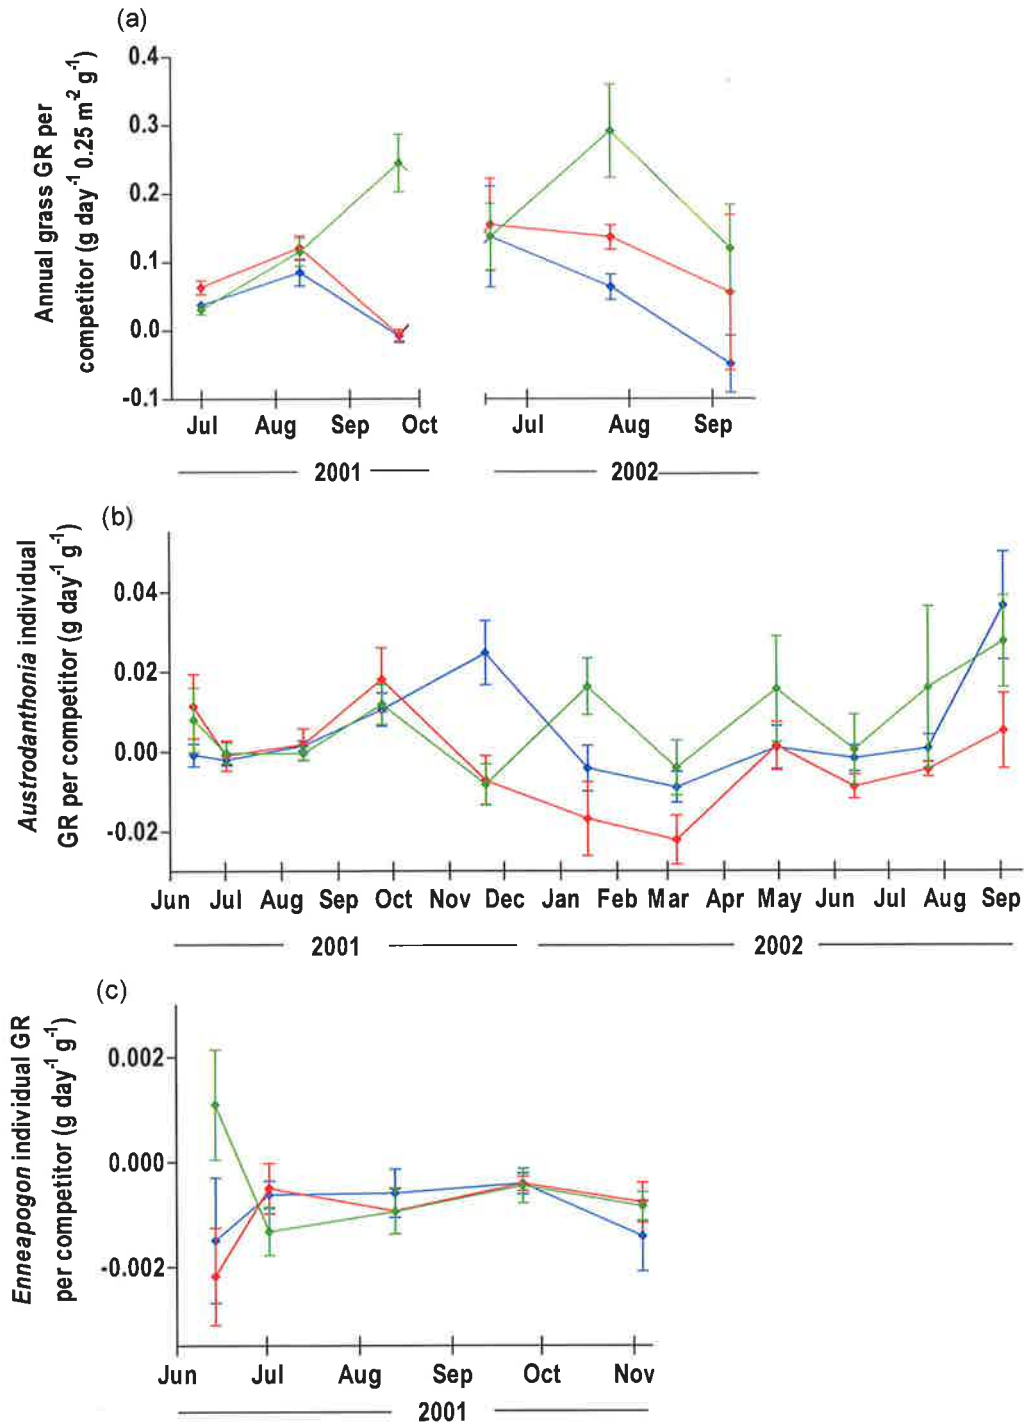 (a)
Annual grass GR per
competitor (g day⁻¹ 0.25 m⁻² g⁻¹)
0.4
0.3
0.2
0.1
0.0
-0.1
Jul Aug Sep Oct Jul Aug Sep
2001 2002
(b)
Austrodanthonia individual
GR per competitor (g day⁻¹ g⁻¹)
0.04
0.02
0.00
-0.02
Jun Jul Aug Sep Oct Nov Dec Jan Feb Mar Apr May Jun Jul Aug Sep
2001 2002
(c)
Enneapogon individual GR
per competitor (g day⁻¹ g⁻¹)
0.002
0.000
-0.002
Jun Jul Aug Sep Oct Nov
2001